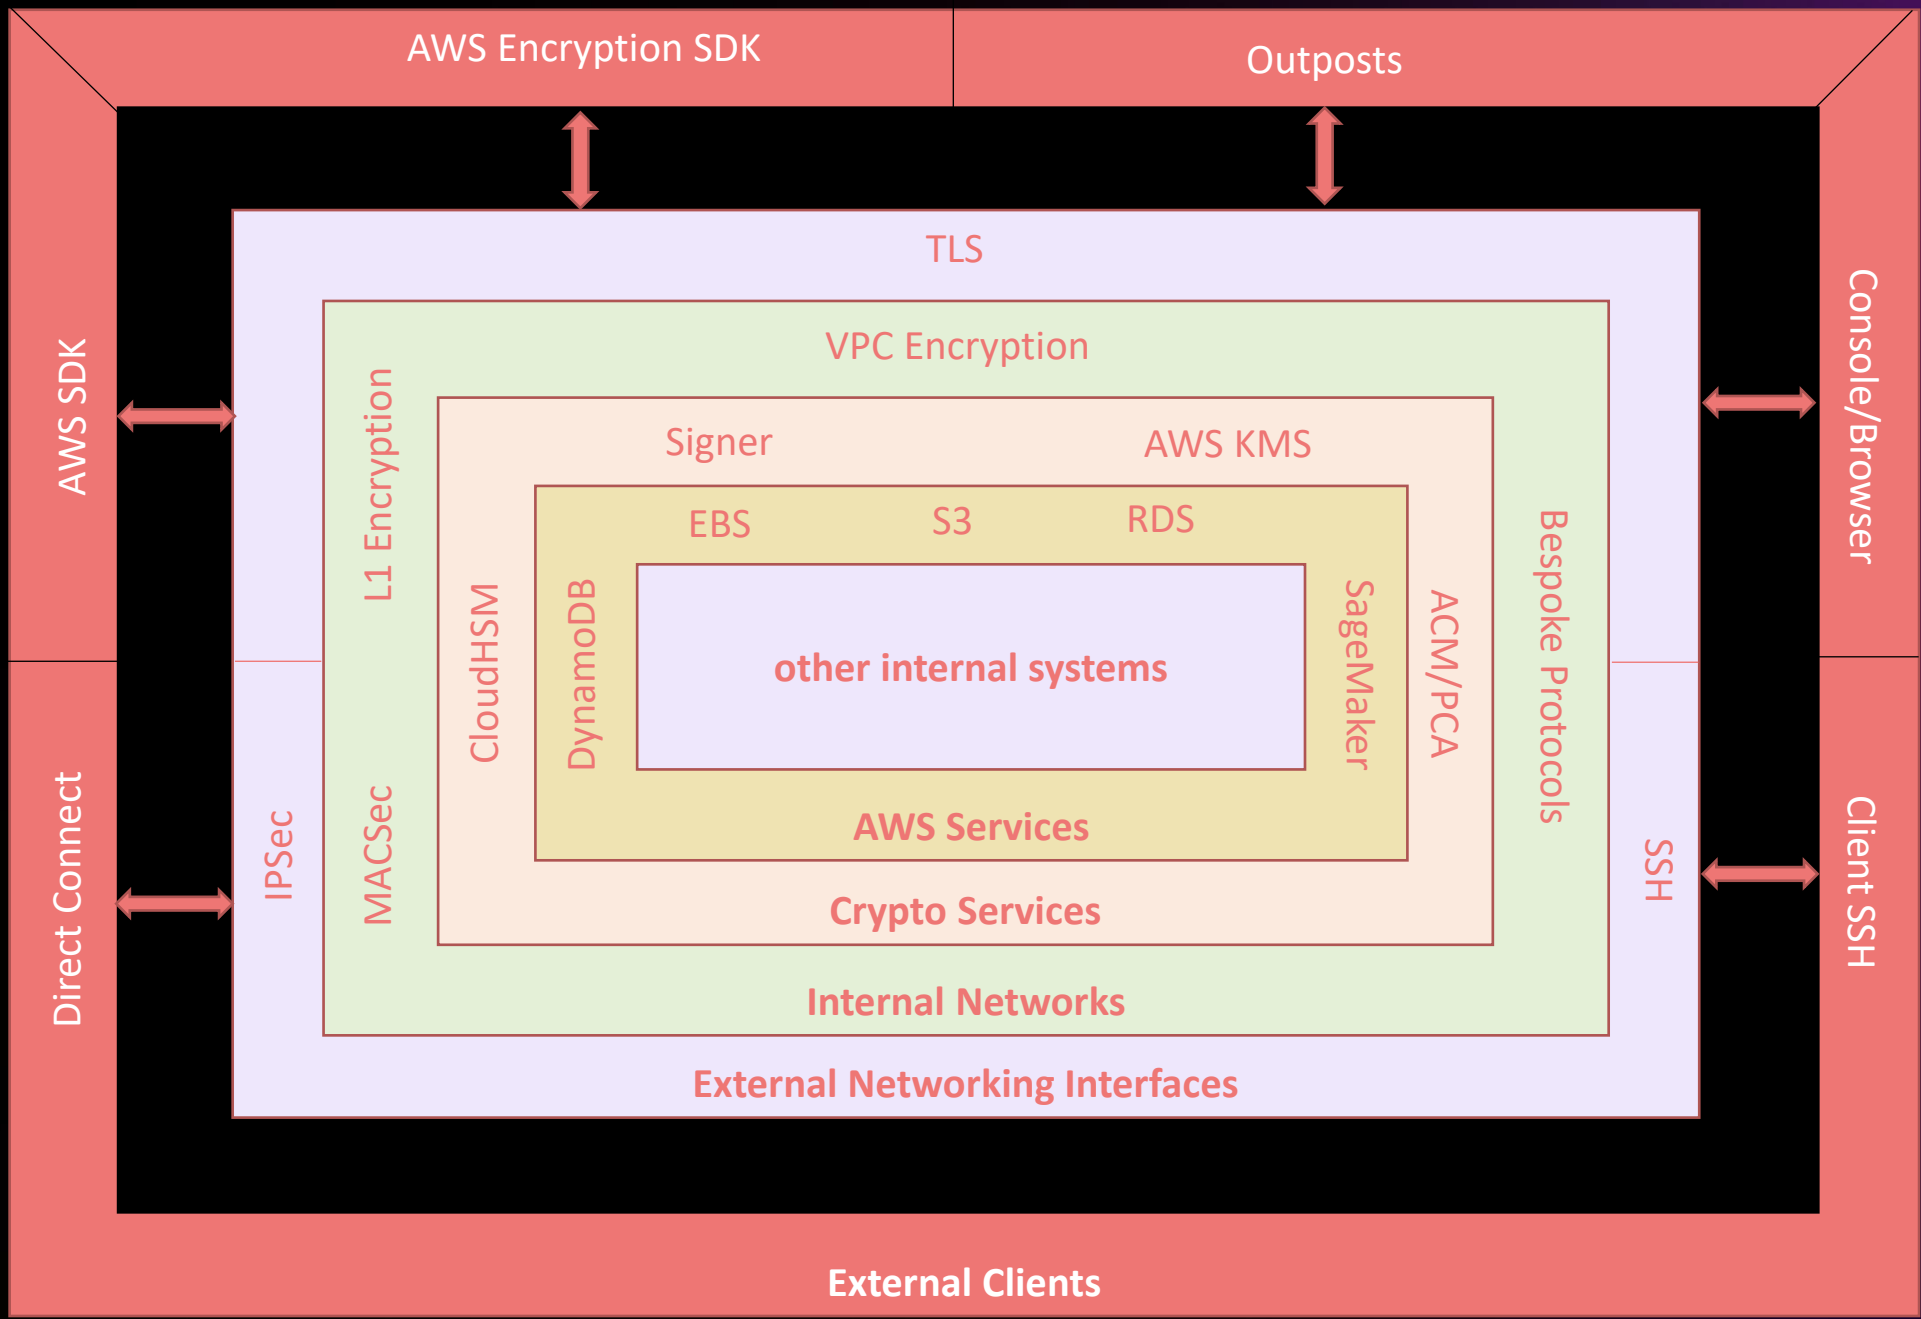 AWS Encryption SDK
Outposts
AWS SDK
Console/Browser
Direct Connect
Client SSH
External Clients
TLS
IPSec
SSH
External Networking Interfaces
VPC Encryption
L1 Encryption
MACSec
Bespoke Protocols
Internal Networks
Signer
AWS KMS
CloudHSM
ACM/PCA
Crypto Services
EBS
S3
RDS
DynamoDB
SageMaker
AWS Services
other internal systems